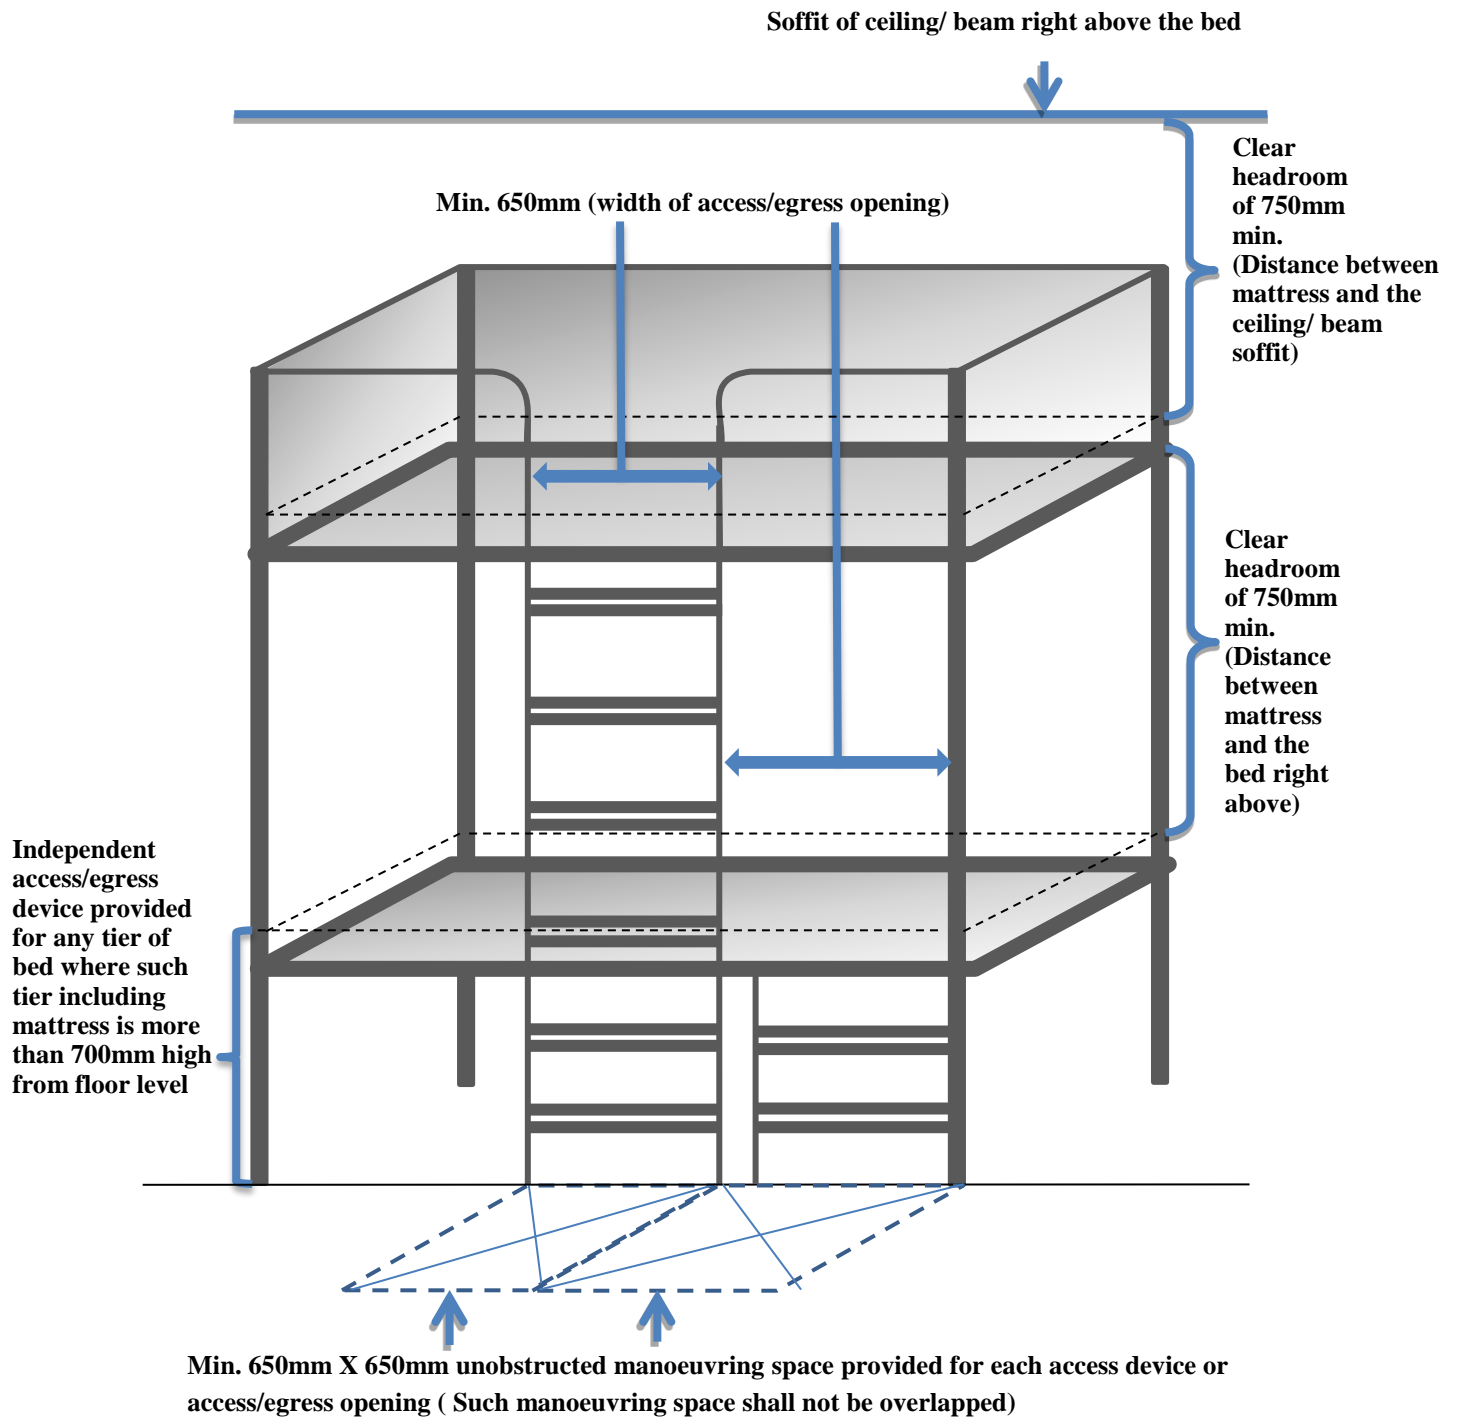 Soffit of ceiling/ beam right above the bed
Clear
headroom
of 750mm
min.
(Distance between
mattress and the
ceiling/ beam
soffit)
Min. 650mm (width of access/egress opening)
Clear
headroom
of 750mm
min.
(Distance
between
mattress
and the
bed right
above)
Independent
access/egress
device provided
for any tier of
bed where such
tier including
mattress is more
than 700mm high
from floor level
Min. 650mm X 650mm unobstructed manoeuvring space provided for each access device or
access/egress opening ( Such manoeuvring space shall not be overlapped)